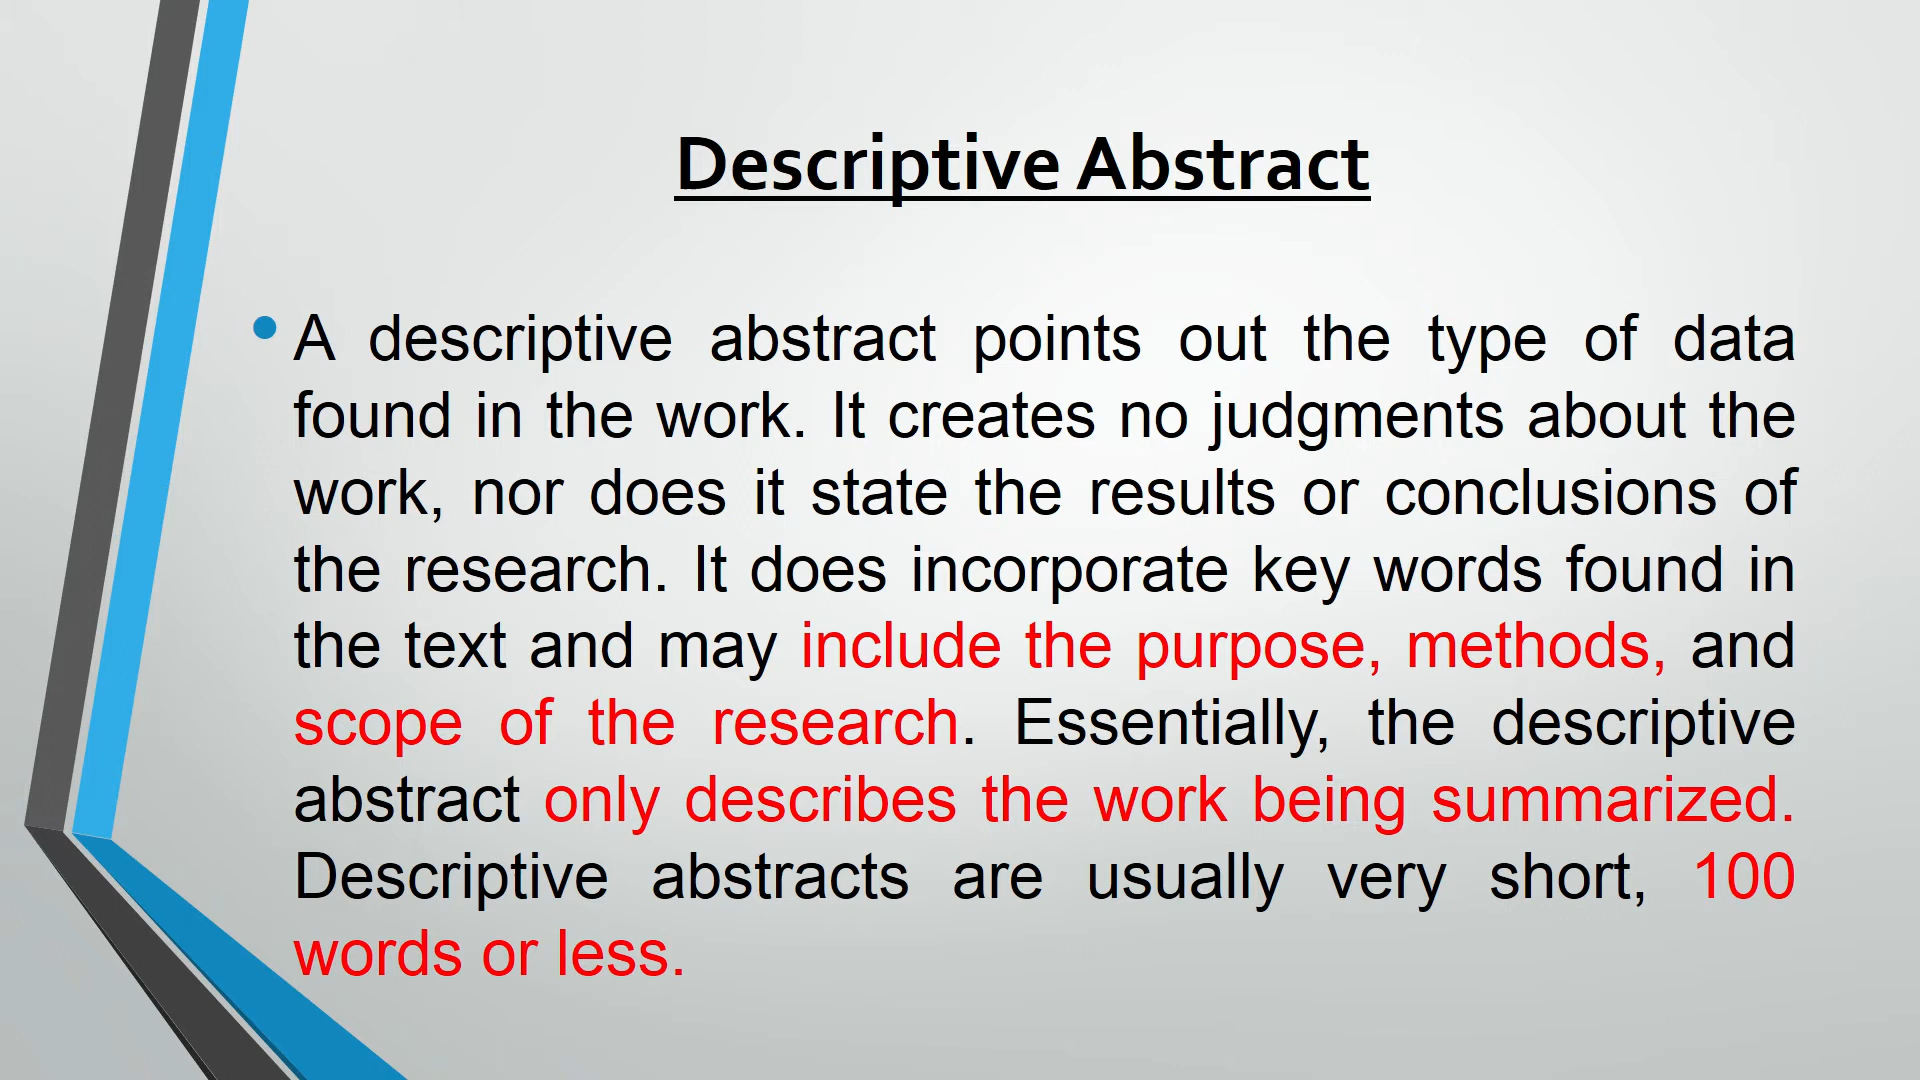 Descriptive Abstract
• A descriptive abstract points out the type of data
found in the work. It creates no judgments about the
work, nor does it state the results or conclusions of
the research. It does incorporate key words found in
the text and may include the purpose, methods, and
scope of the research. Essentially, the descriptive
abstract only describes the work being summarized.
Descriptive abstracts are usually very short, 100
words or less.